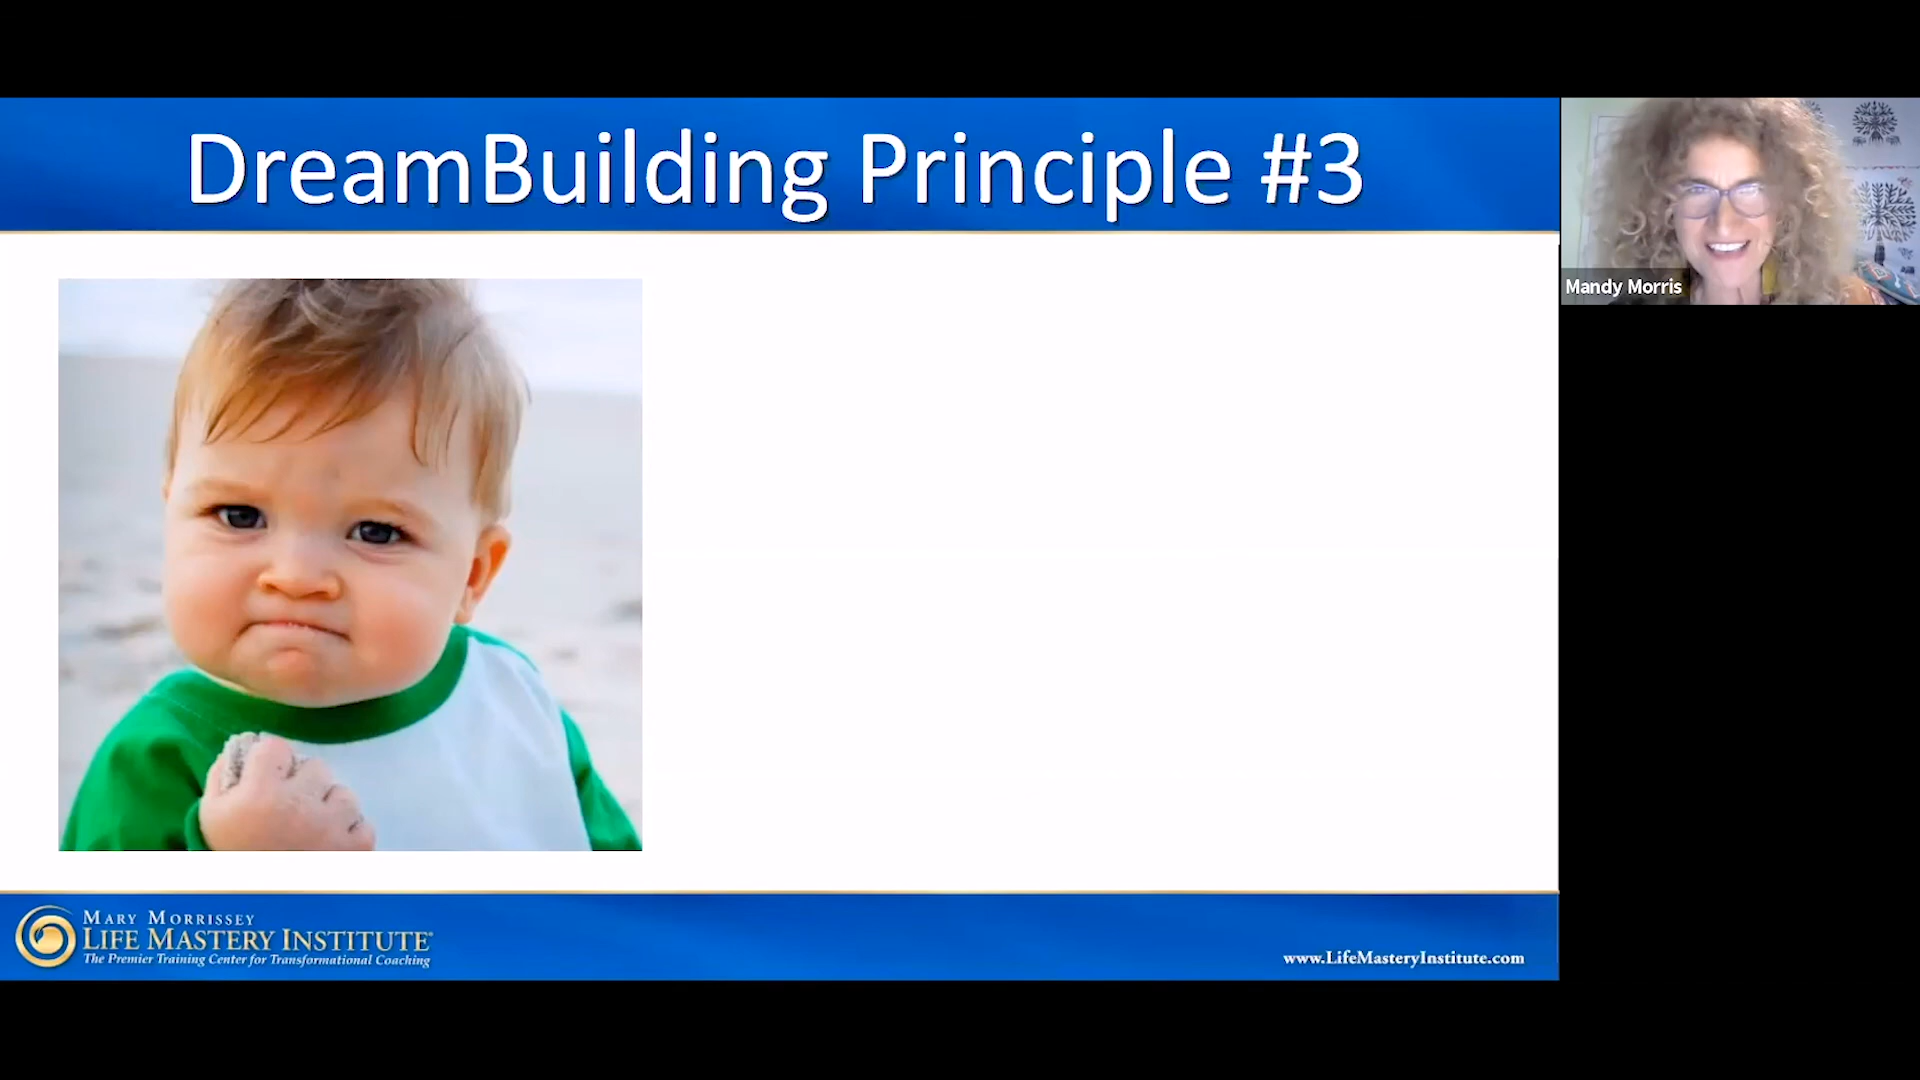 DreamBuilding Principle #3
Mandy Morris
MARY MORRISSEY
LIFE MASTERY INSTITUTE®
The Premier Training Center for Transformational Coaching
www.LifeMasteryInstitute.com